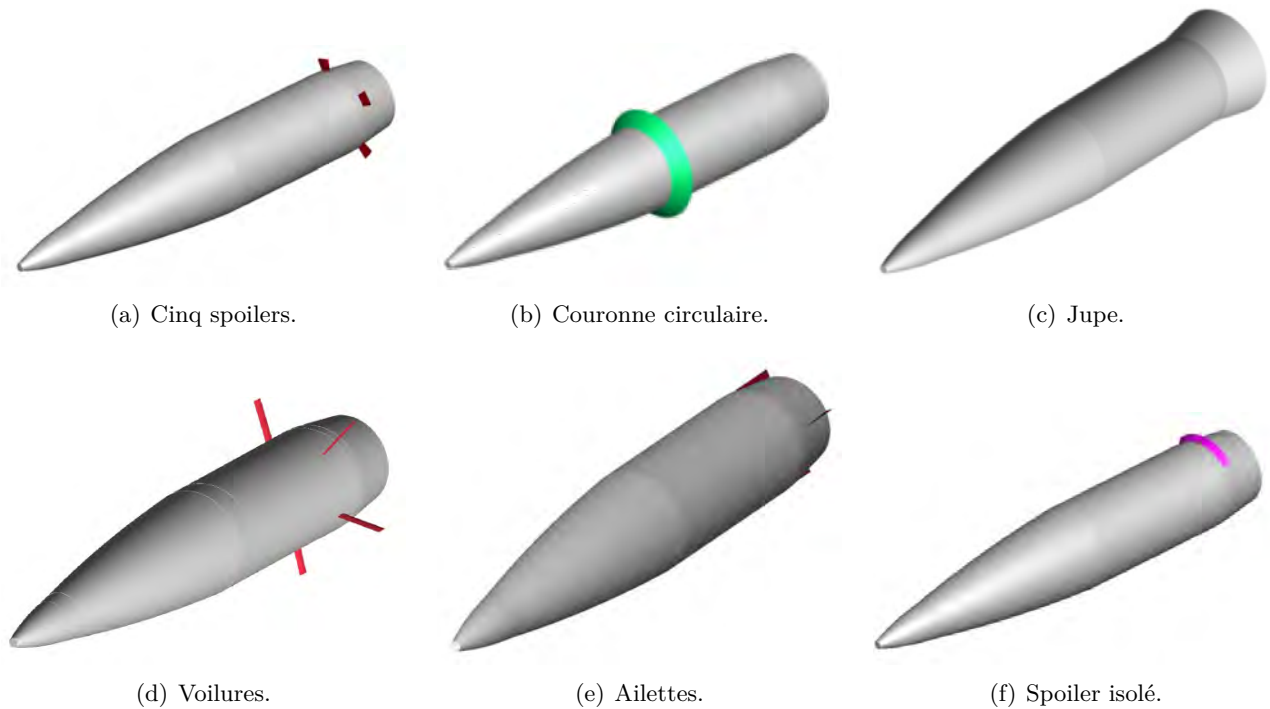 (a) Cinq spoilers.
(b) Couronne circulaire.
(c) Jupe.
(d) Voilures.
(e) Ailettes.
(f) Spoiler isolé.